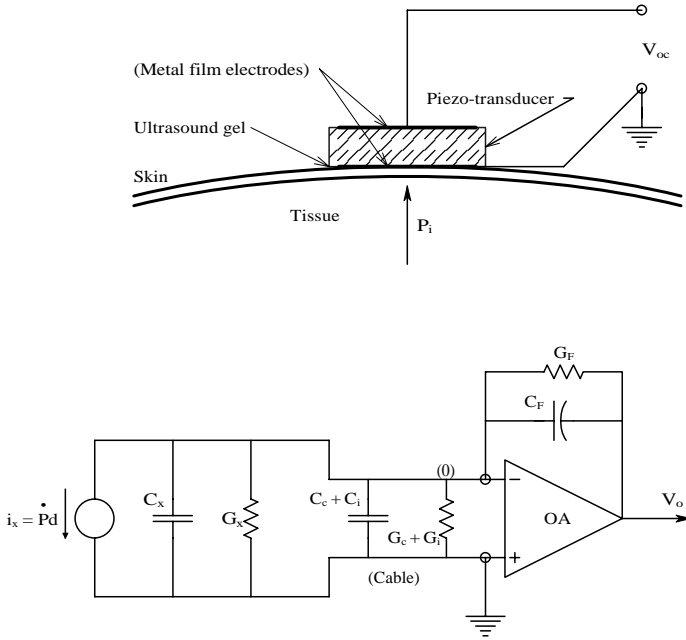 V_oc
(Metal film electrodes)
Piezo-transducer
Ultrasound gel
Skin
Tissue
P_i
G_F
C_F
(0)
C_x
C_c + C_i
−
V_o
i_x = Ṗd
G_x
OA
G_c + G_i
+
(Cable)